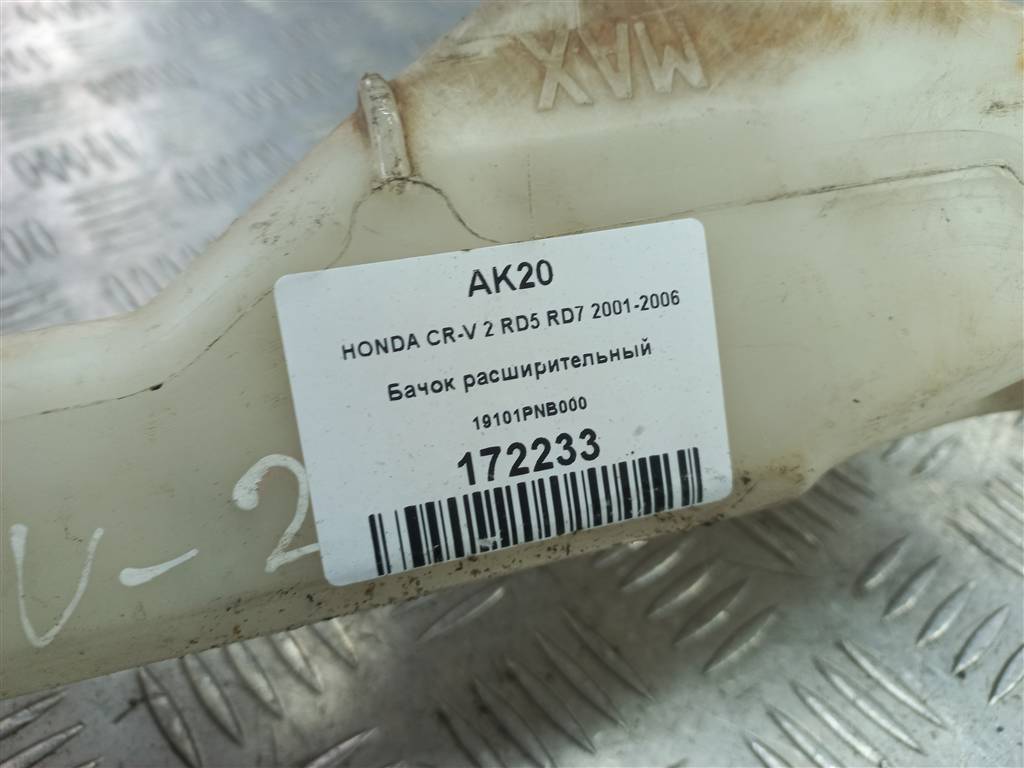 MAX
AK20
HONDA CR-V 2 RD5 RD7 2001-2006
Бачок расширительный
19101PNB000
172233
V-2